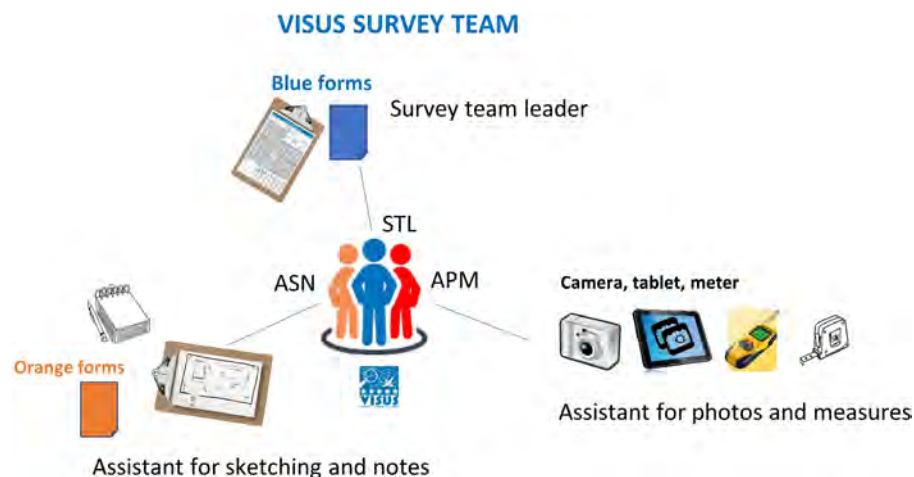 VISUS SURVEY TEAM
Blue forms
Survey team leader
STL
ASN
APM
Camera, tablet, meter
Orange forms
VISUS
Assistant for photos and measures
Assistant for sketching and notes